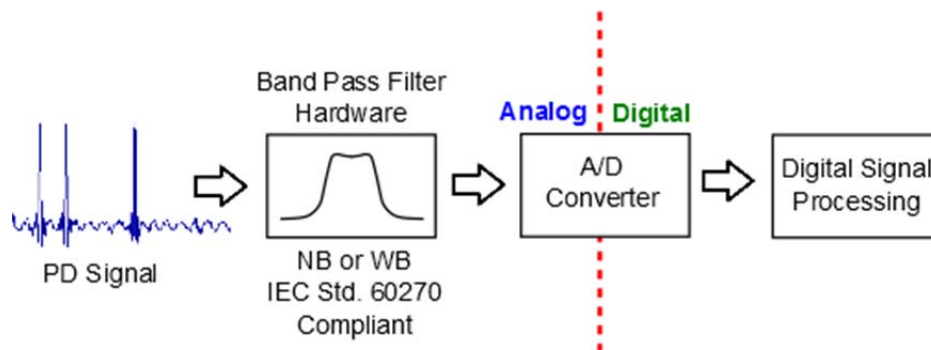 PD Signal
Band Pass Filter
Hardware
NB or WB
IEC Std. 60270
Compliant
Analog
Digital
A/D
Converter
Digital Signal
Processing